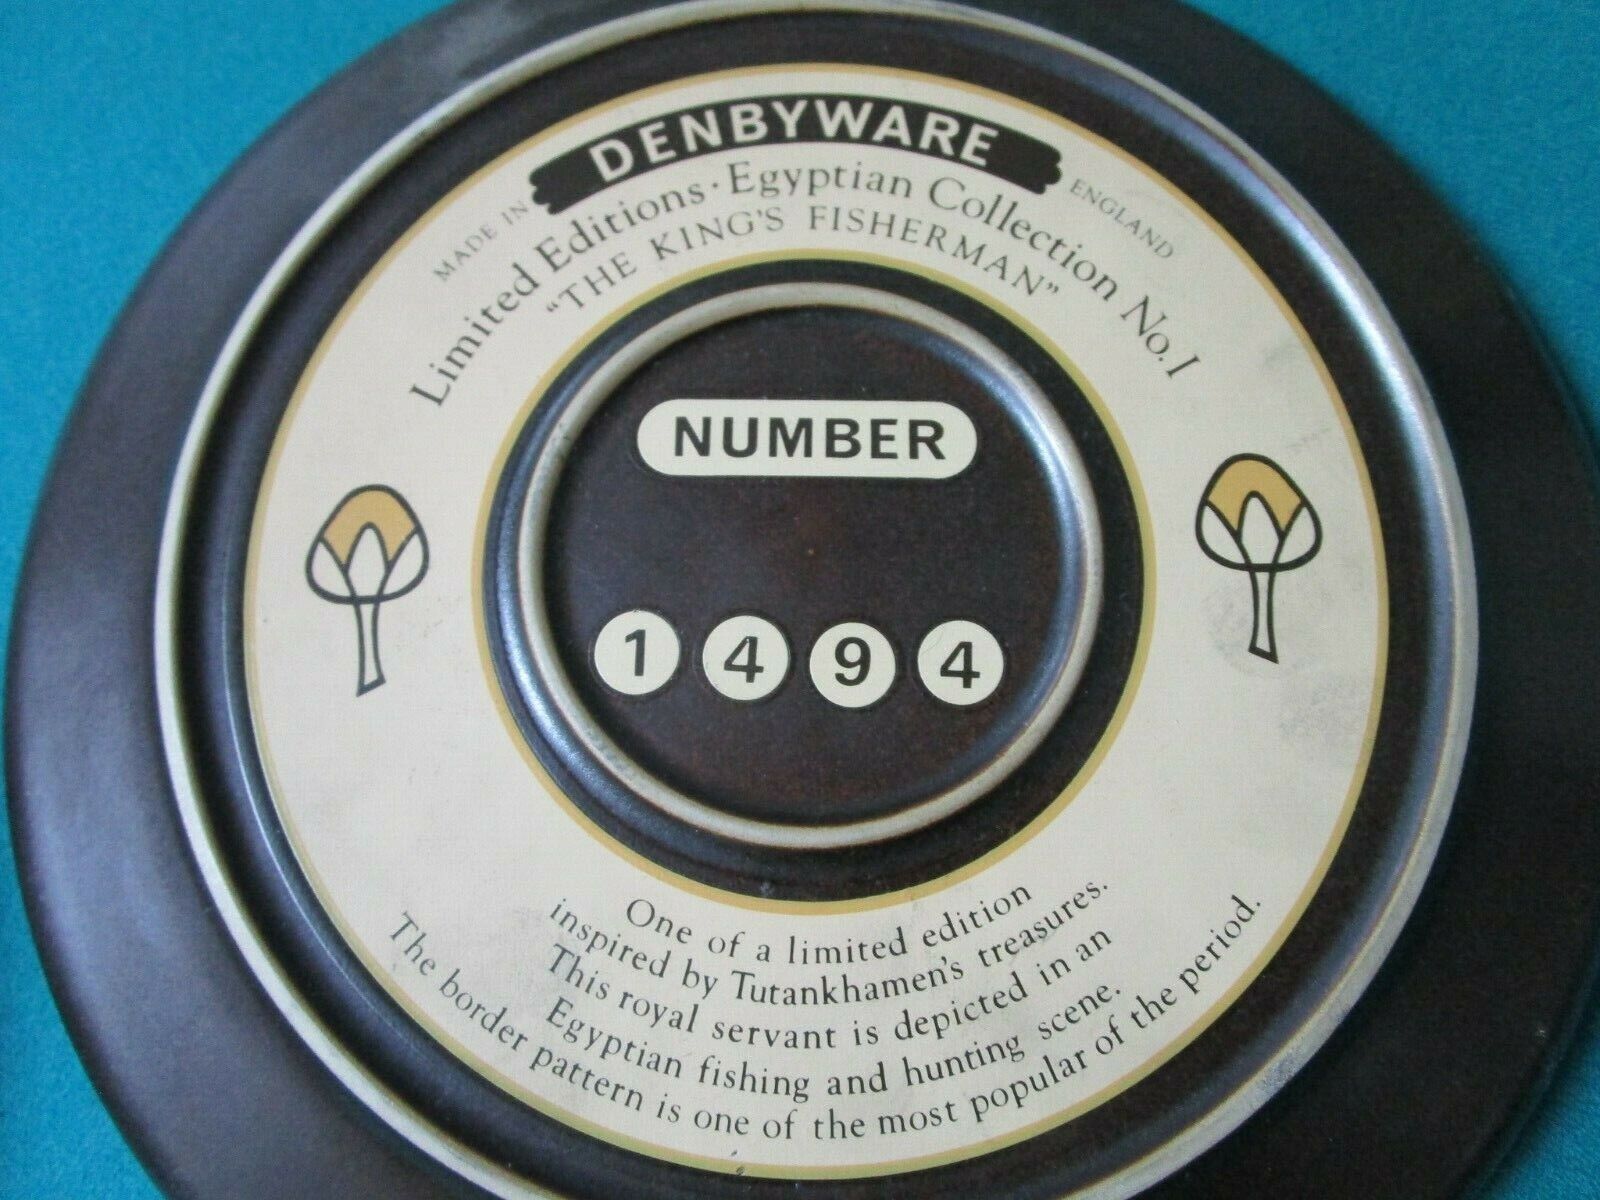 DENBYWARE
MADE IN ENGLAND
Limited Editions · Egyptian Collection No. I
“THE KING'S FISHERMAN”
NUMBER
1494
One of a limited edition
inspired by Tutankhamen's treasures.
This royal servant is depicted in an
Egyptian fishing and hunting scene.
The border pattern is one of the most popular of the period.